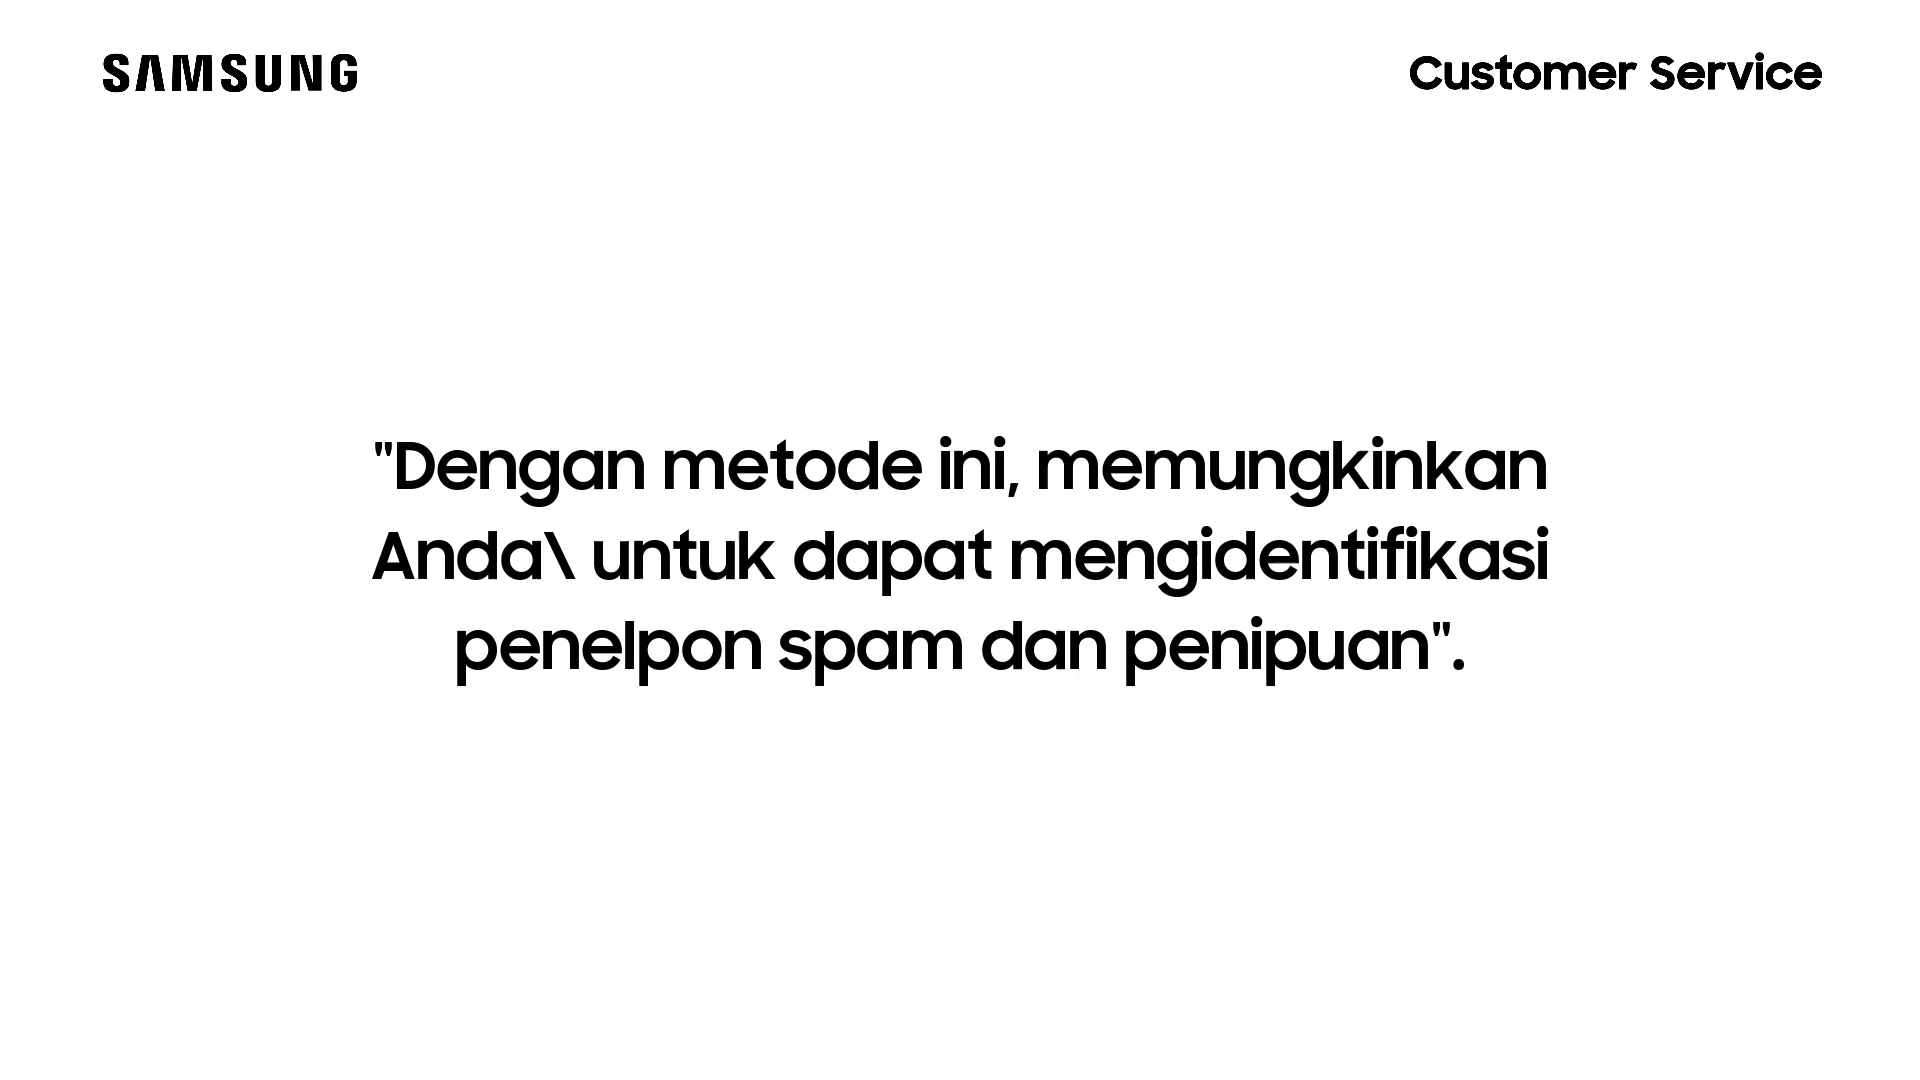 SAMSUNG
Customer Service
"Dengan metode ini, memungkinkan
Anda\ untuk dapat mengidentifikasi
penelpon spam dan penipuan".